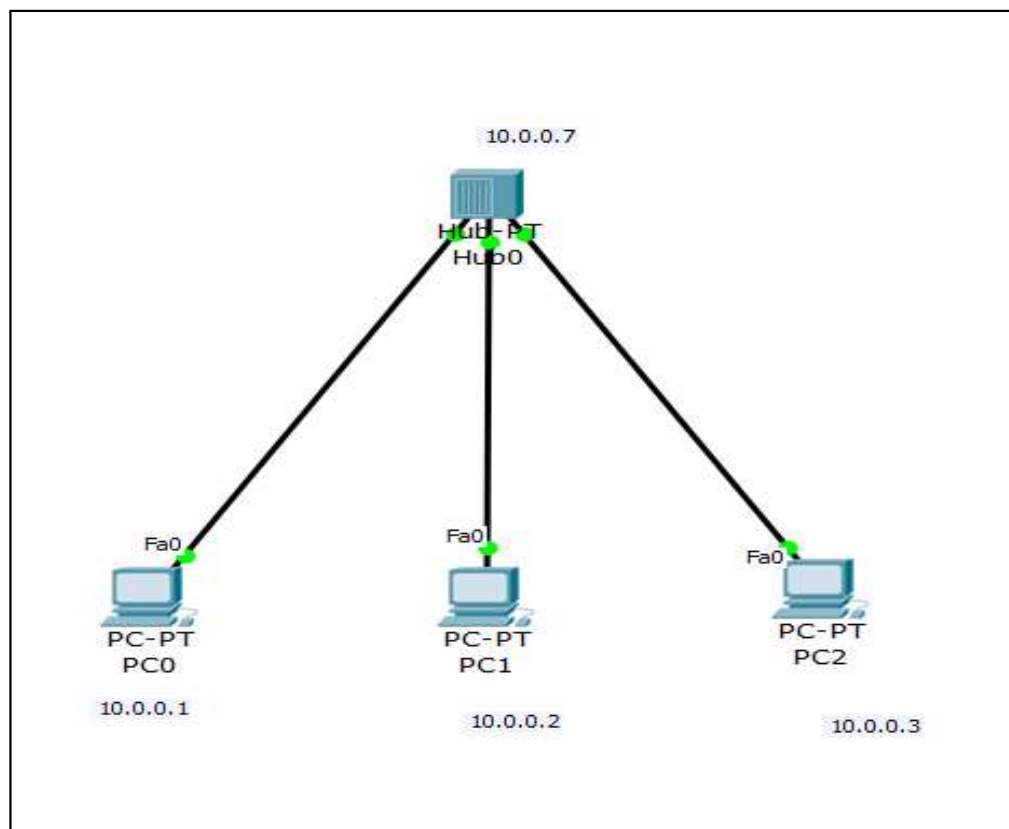 10.0.0.7
Hub-PT
Hub0
Fa0
Fa0
Fa0
PC-PT
PC0
PC-PT
PC1
PC-PT
PC2
10.0.0.1
10.0.0.2
10.0.0.3